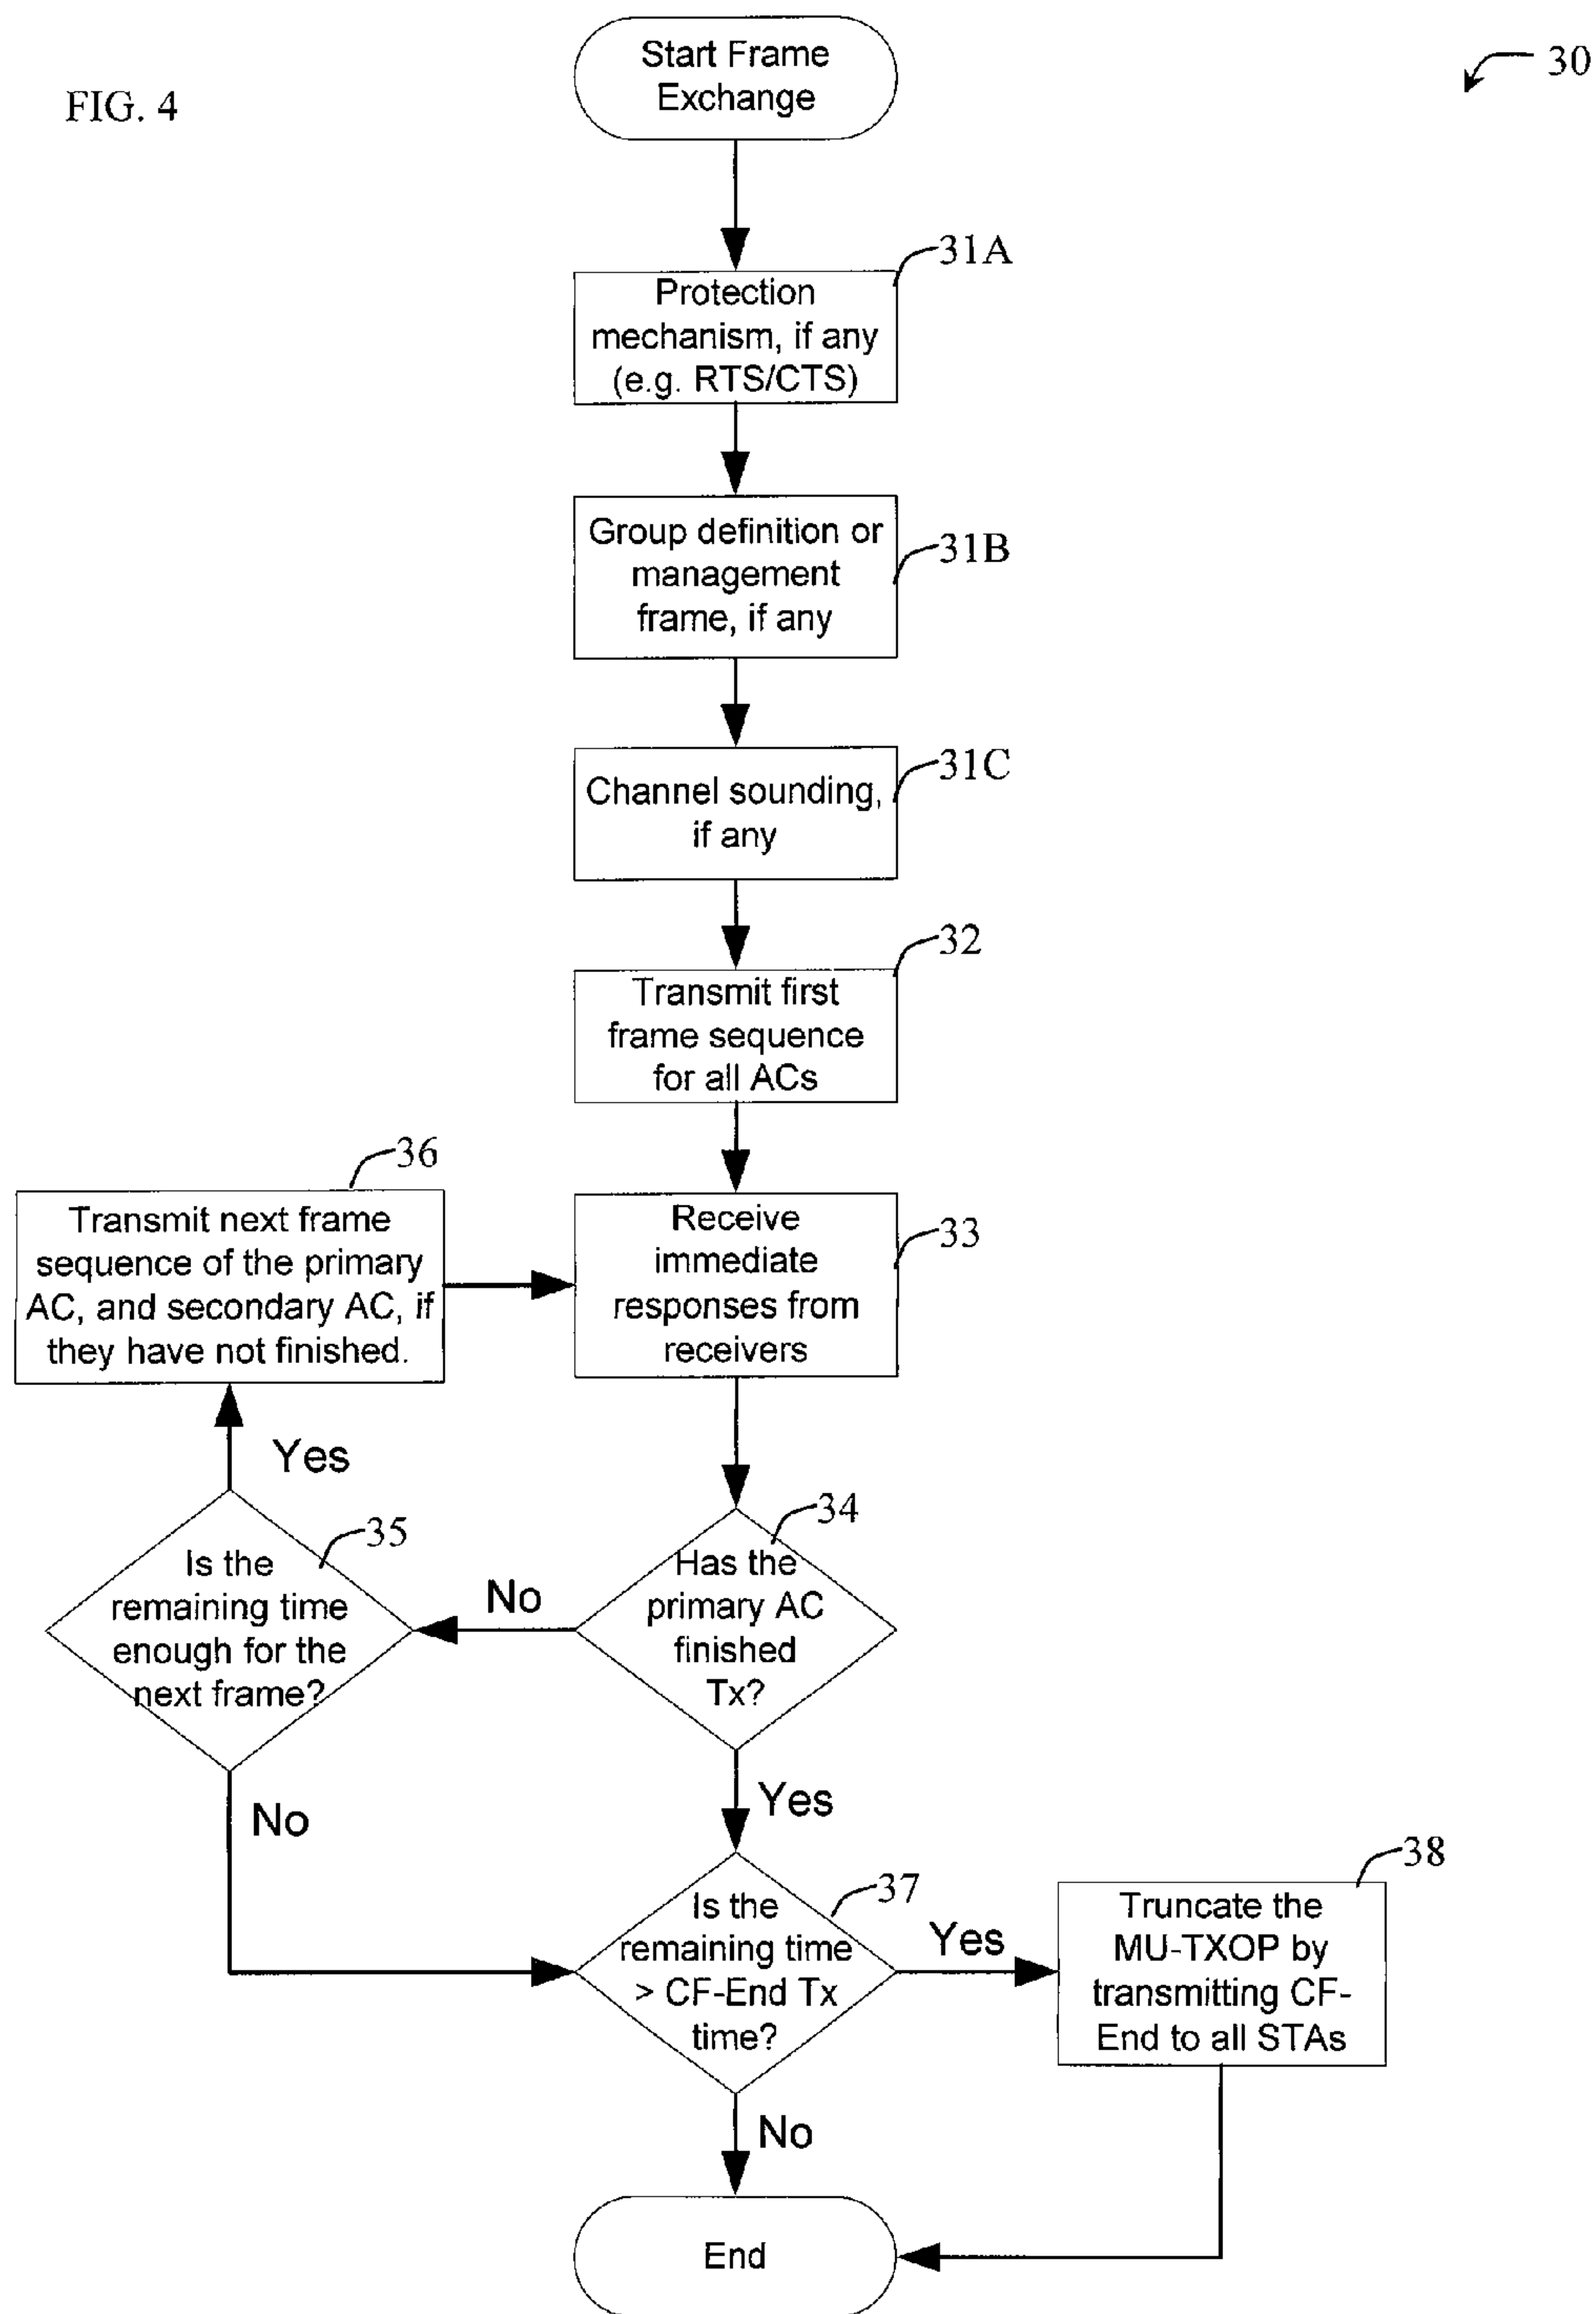 Start Frame
Exchange
30
FIG. 4
31A
Protection
mechanism, if any
(e.g. RTS/CTS)
31B
Group definition or
management
frame, if any
31C
Channel sounding,
if any
32
Transmit first
frame sequence
for all ACs
36
Transmit next frame
sequence of the primary
AC, and secondary AC, if
they have not finished.
33
Receive
immediate
responses from
receivers
Yes
34
Has the
primary AC
finished
Tx?
No
35
Is the
remaining time
enough for the
next frame?
Yes
No
37
Is the
remaining time
> CF-End Tx
time?
Yes
38
Truncate the
MU-TXOP by
transmitting CF-
End to all STAs
No
End